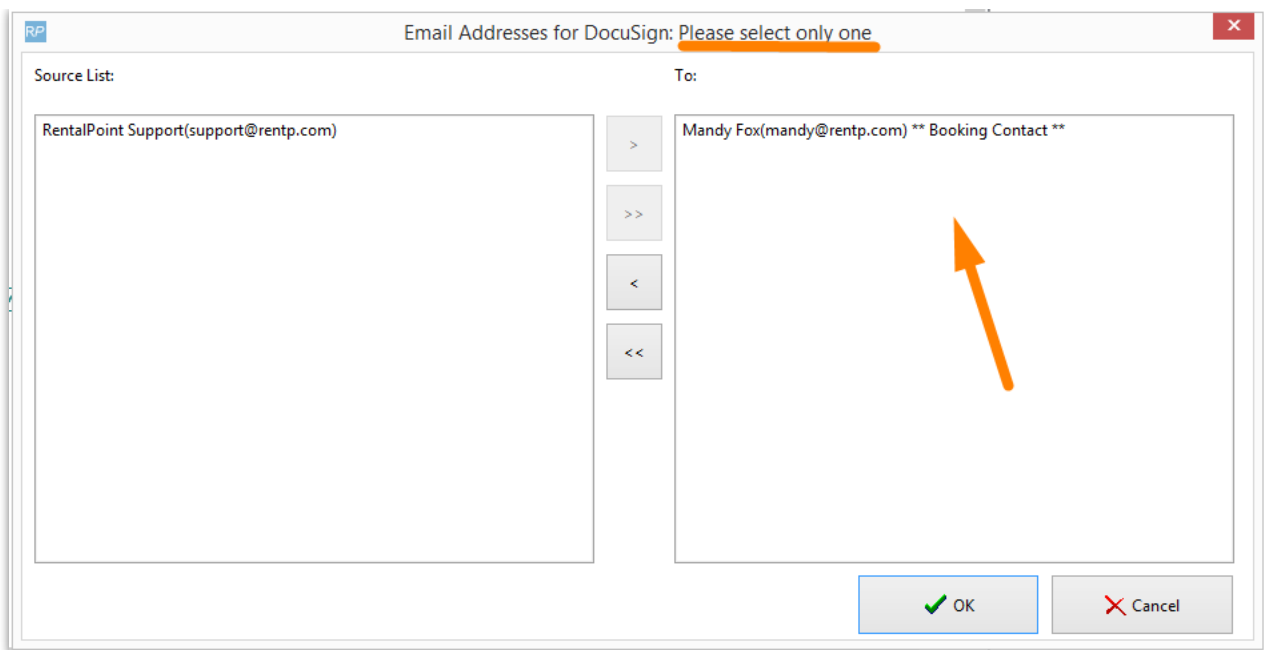 RP
Email Addresses for DocuSign: Please select only one
Source List:
To:
RentalPoint Support(support@rentp.com)
Mandy Fox(mandy@rentp.com) ** Booking Contact **
>
>>
<
<<
OK
Cancel